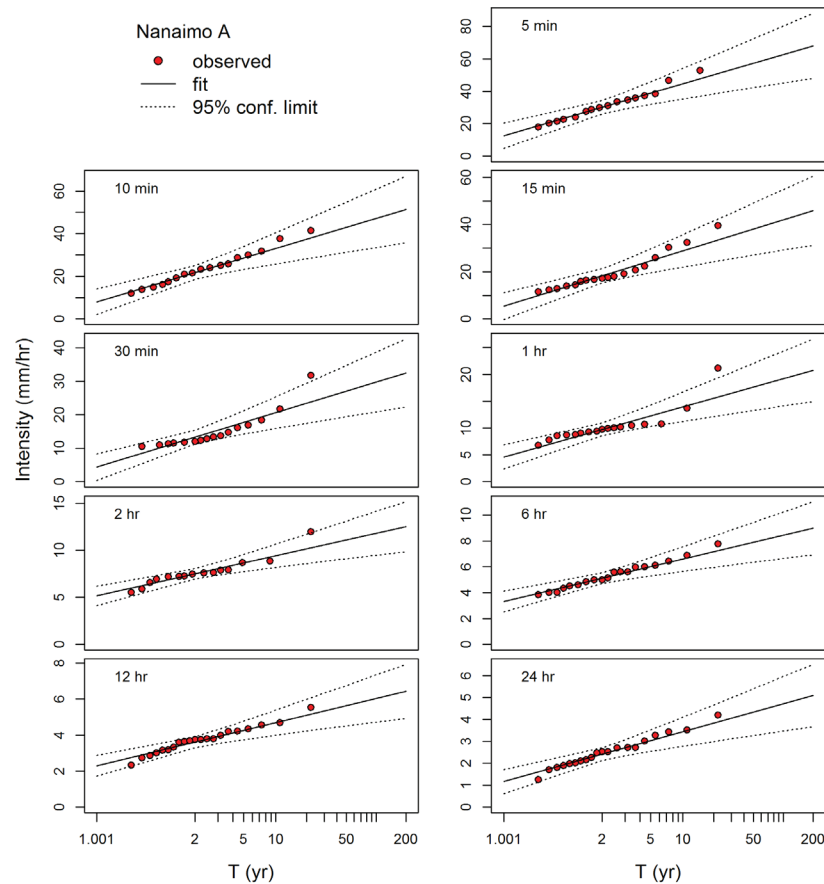 Nanaimo A
observed
fit
95% conf. limit
5 min
0 20 40 60 80
10 min
0 20 40 60
15 min
0 20 40 60
Intensity (mm/hr)
30 min
0 10 20 30 40
1 hr
0 5 10 20
2 hr
0 5 10 15
6 hr
0 2 4 6 8 10
12 hr
0 2 4 6 8
24 hr
0 1 2 3 4 5 6
1.001 2 5 10 50 200
1.001 2 5 10 50 200
T (yr)
T (yr)